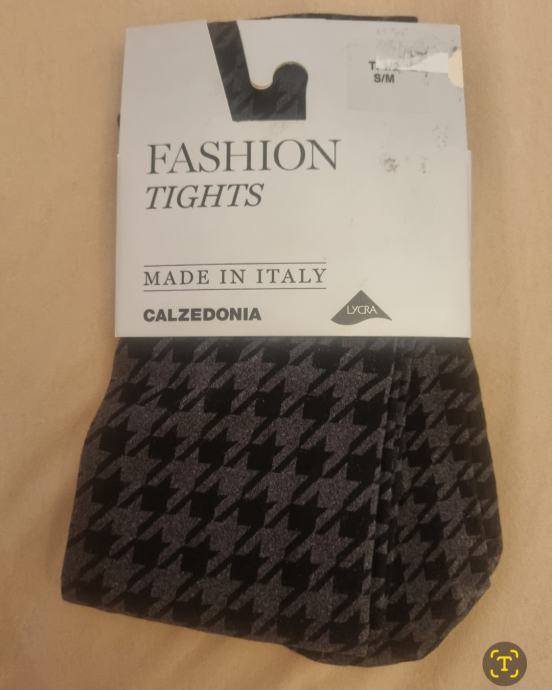 S/M
FASHION
TIGHTS
MADE IN ITALY
CALZEDONIA
LYCRA
T